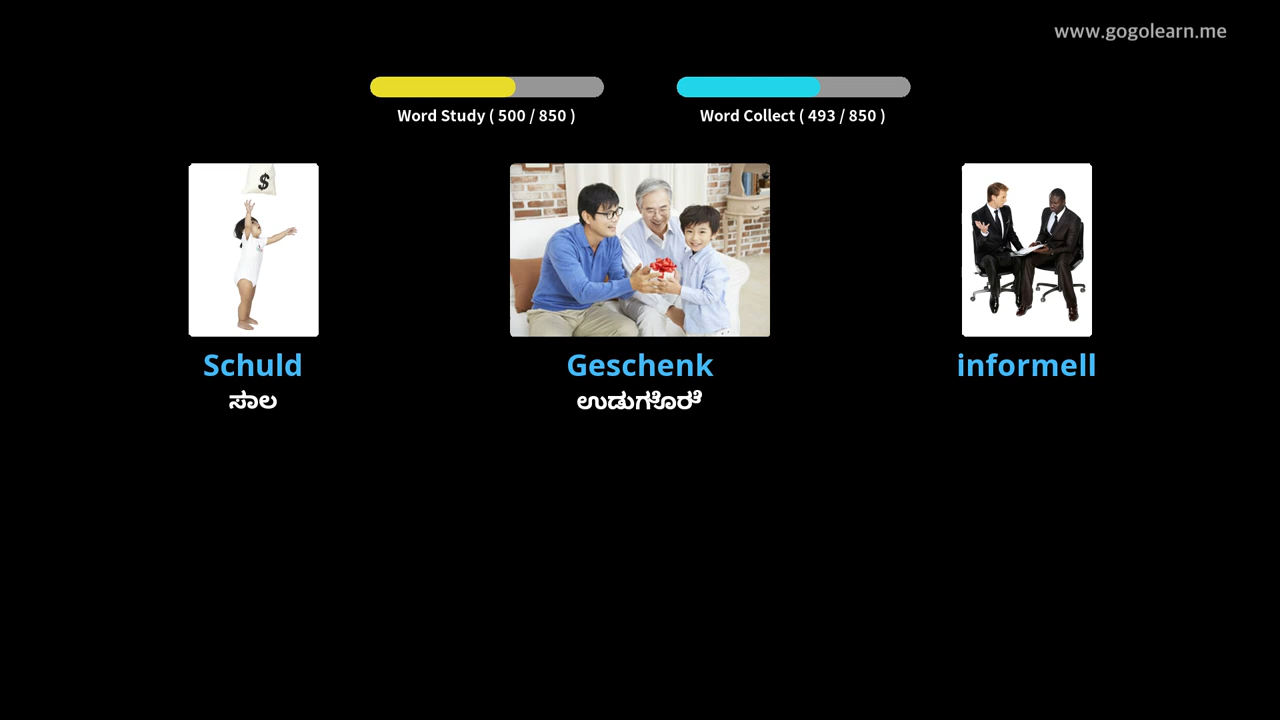 www.gogolearn.me
Word Study ( 500 / 850 )
Word Collect ( 493 / 850 )
$
Schuld
ಸಾಲ
Geschenk
ಉಡುಗೊರೆ
informell